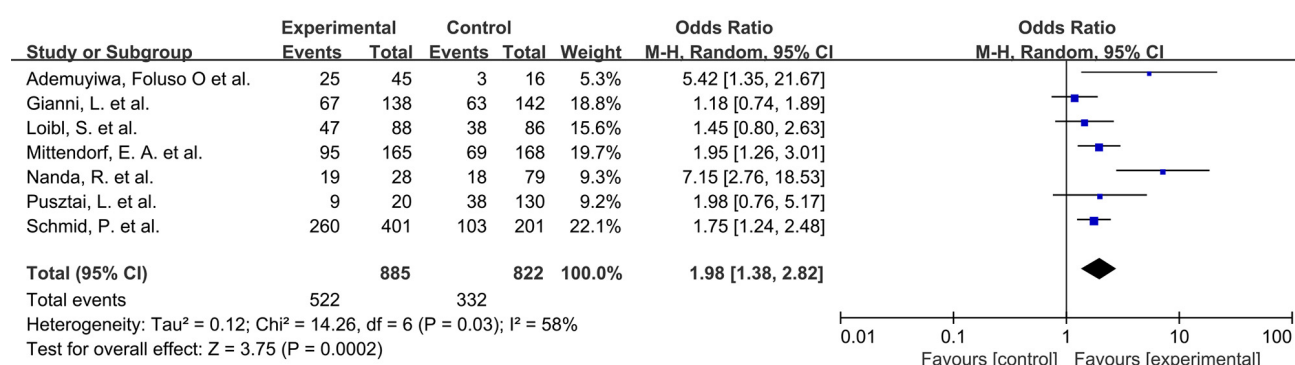 Experimental Control Odds Ratio Odds Ratio
Study or Subgroup Events Total Events Total Weight M-H, Random, 95% CI M-H, Random, 95% CI
Ademuyiwa, Foluso O et al. 25 45 3 16 5.3% 5.42 [1.35, 21.67]
Gianni, L. et al. 67 138 63 142 18.8% 1.18 [0.74, 1.89]
Loibl, S. et al. 47 88 38 86 15.6% 1.45 [0.80, 2.63]
Mittendorf, E. A. et al. 95 165 69 168 19.7% 1.95 [1.26, 3.01]
Nanda, R. et al. 19 28 18 79 9.3% 7.15 [2.76, 18.53]
Pusztai, L. et al. 9 20 38 130 9.2% 1.98 [0.76, 5.17]
Schmid, P. et al. 260 401 103 201 22.1% 1.75 [1.24, 2.48]
Total (95% CI) 885 822 100.0% 1.98 [1.38, 2.82]
Total events 522 332
Heterogeneity: Tau² = 0.12; Chi² = 14.26, df = 6 (P = 0.03); I² = 58%
Test for overall effect: Z = 3.75 (P = 0.0002)
0.01 0.1 1 10 100
Favours [control] Favours [experimental]